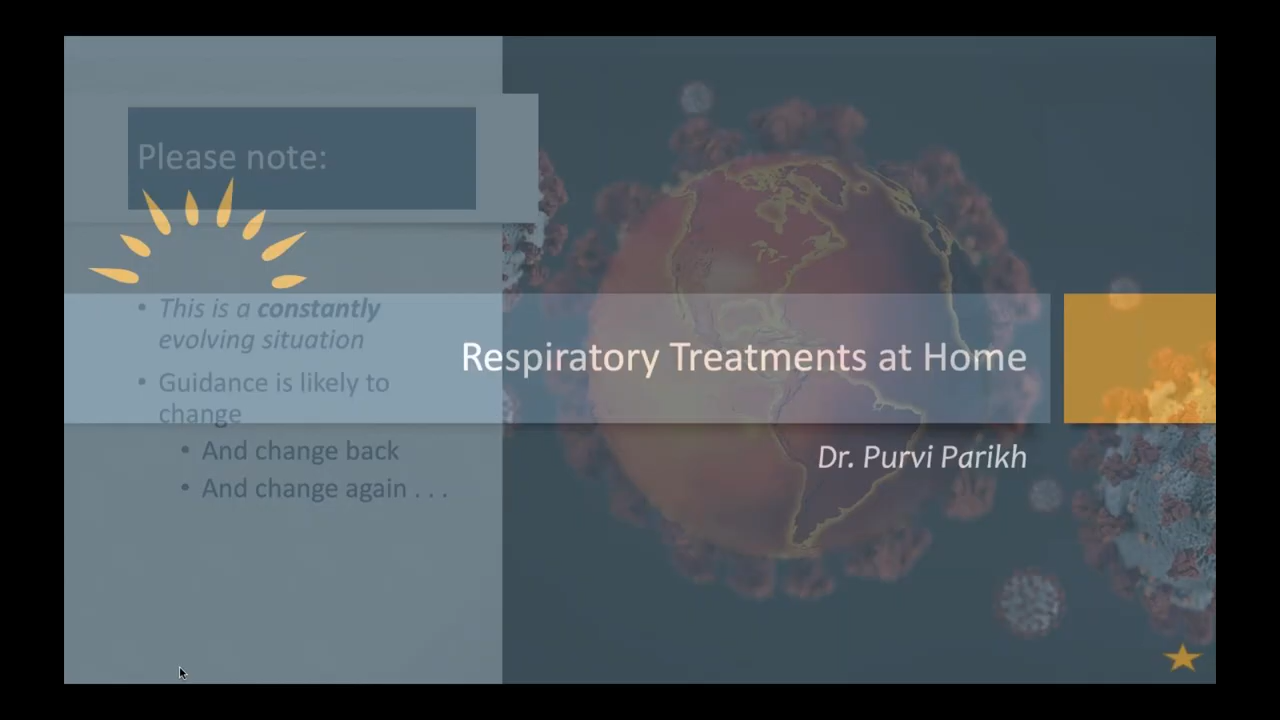 Please note:
• This is a constantly
evolving situation
• Guidance is likely to
change
• And change back
• And change again . . .
Respiratory Treatments at Home
Dr. Purvi Parikh